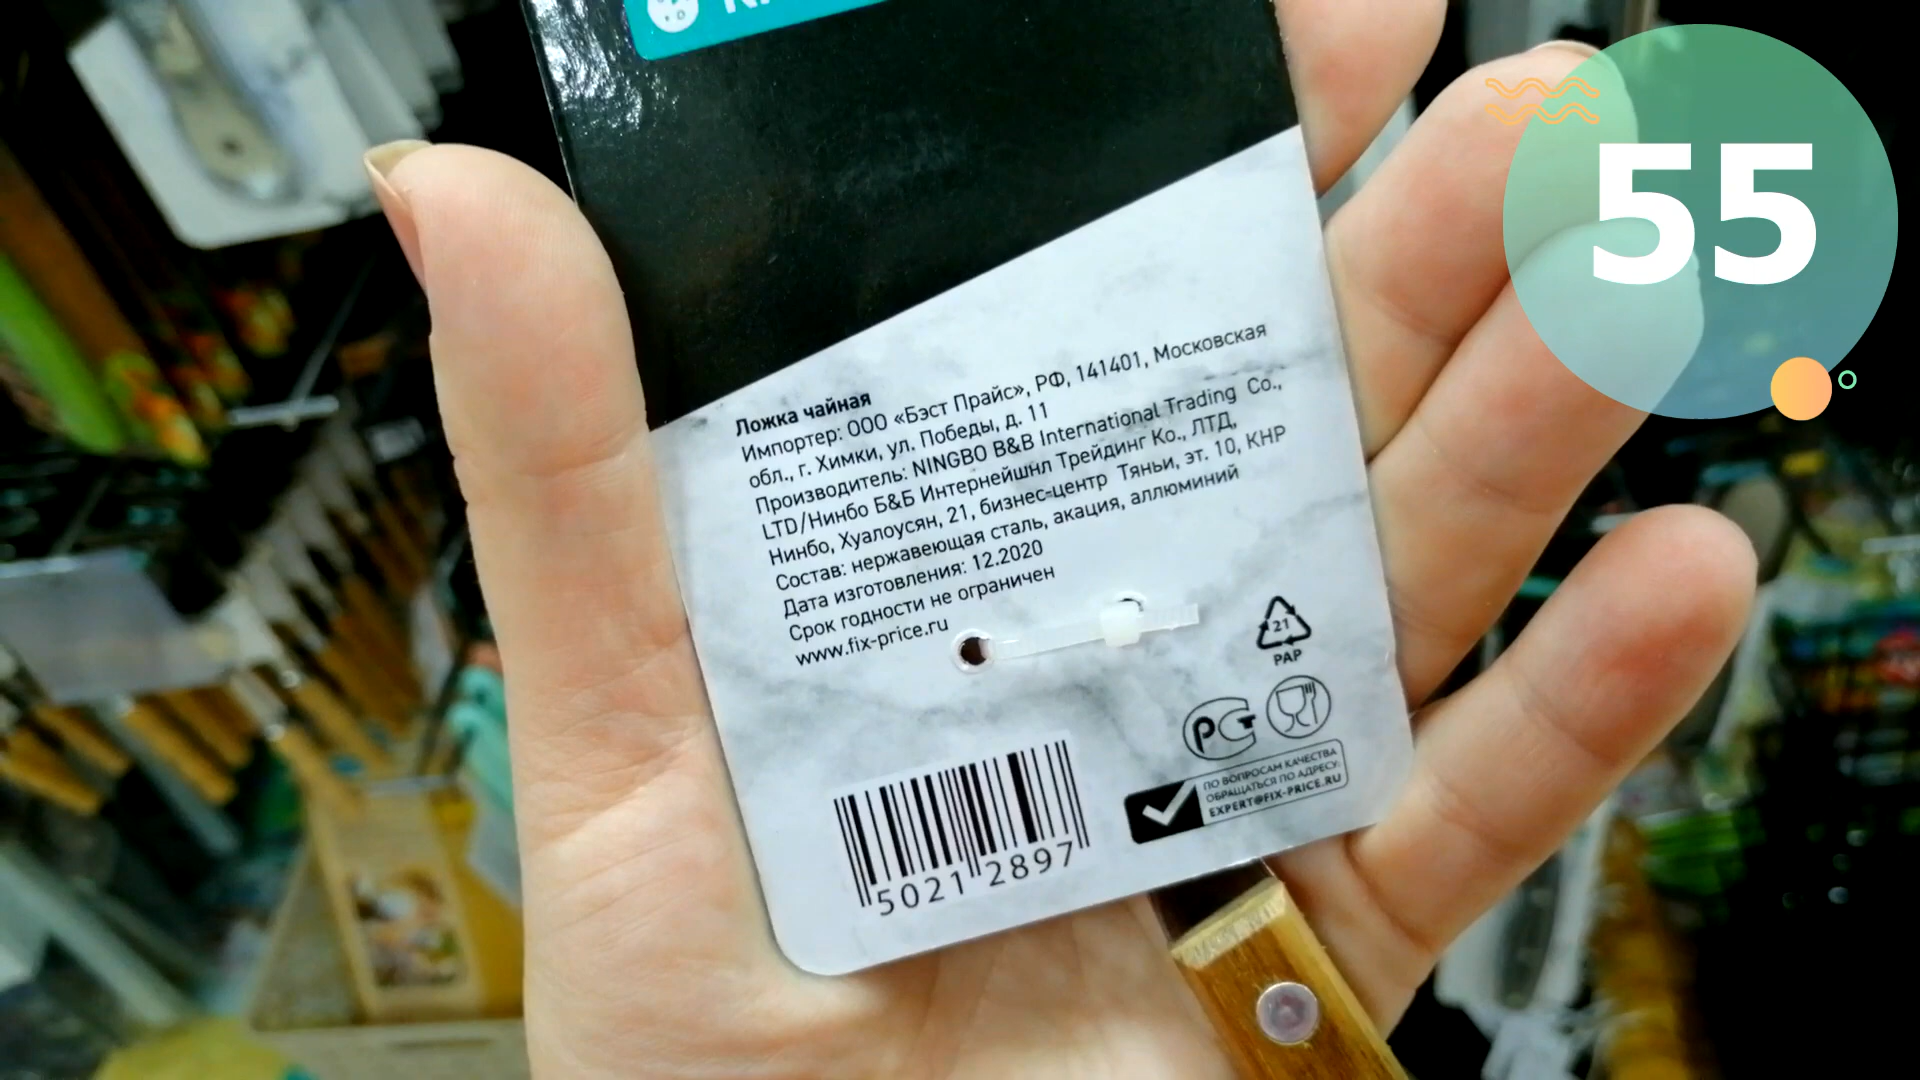 55
Ложка чайная
Импортер: ООО «Бэст Прайс», РФ, 141401, Московская
обл., г. Химки, ул. Победы, д. 11
Производитель: NINGBO B&B International Trading Co.,
LTD/Нинбо Б&Б Интернейшнл Трейдинг Ко., ЛТД,
Нинбо, Хуалоусян, 21, бизнес-центр Тяньи, эт. 10, КНР
Состав: нержавеющая сталь, акация, аллюминий
Дата изготовления: 12.2020
Срок годности не ограничен
www.fix-price.ru
21
PAP
РСТ
ПО ВОПРОСАМ КАЧЕСТВА
ОБРАЩАТЬСЯ ПО АДРЕСУ:
EXPERT@FIX-PRICE.RU
5021 2897